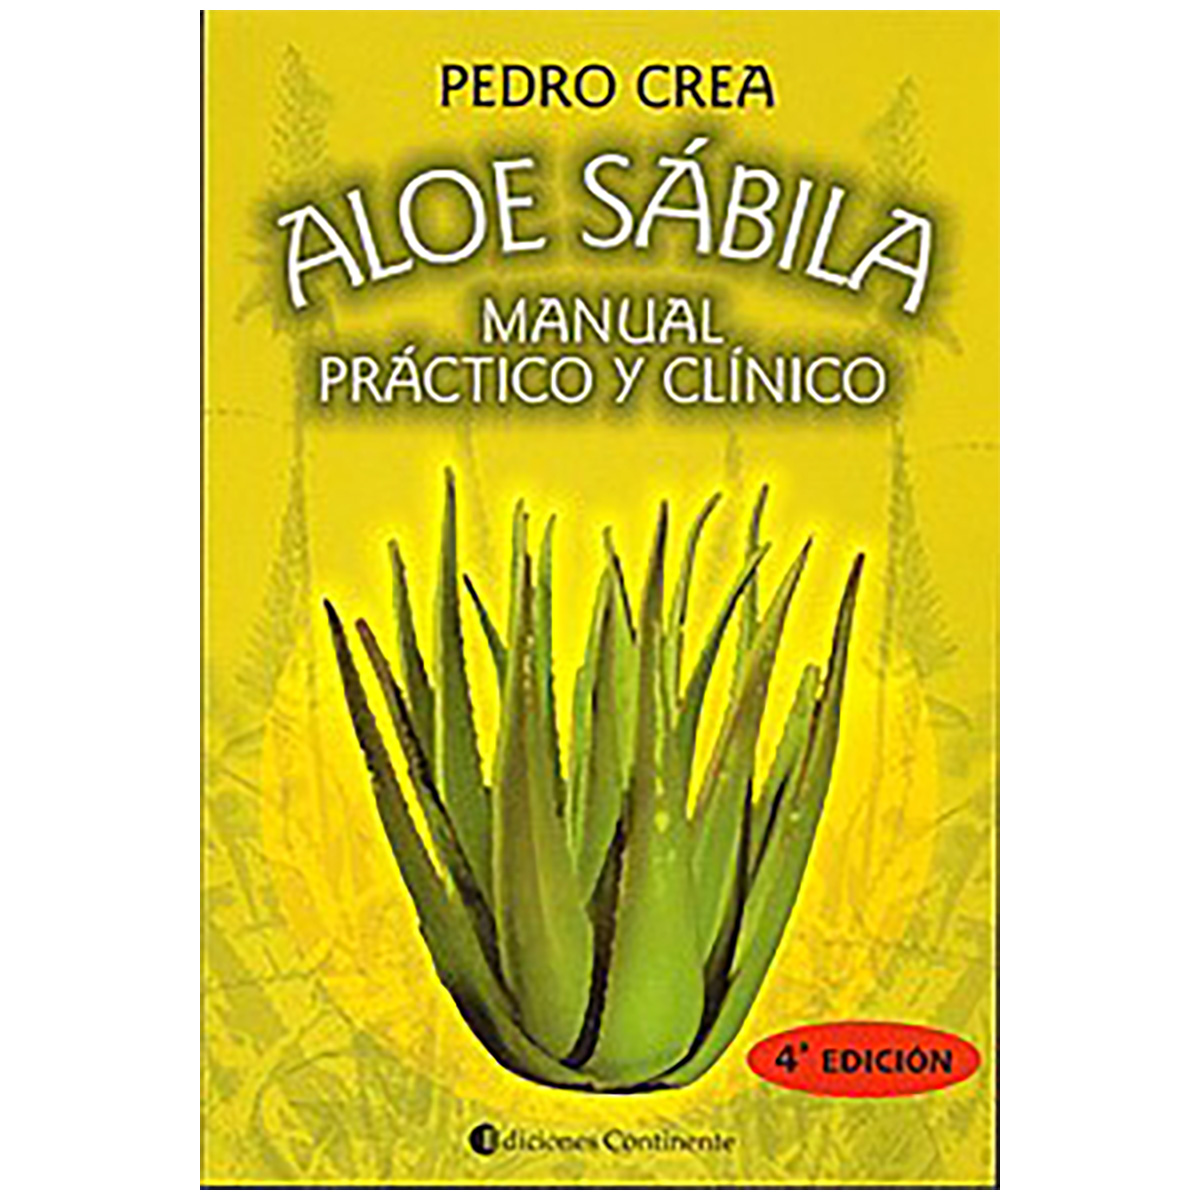 PEDRO CREA
ALOE SÁBILA
MANUAL
PRÁCTICO Y CLÍNICO
4ª EDICIÓN
Ediciones Continente